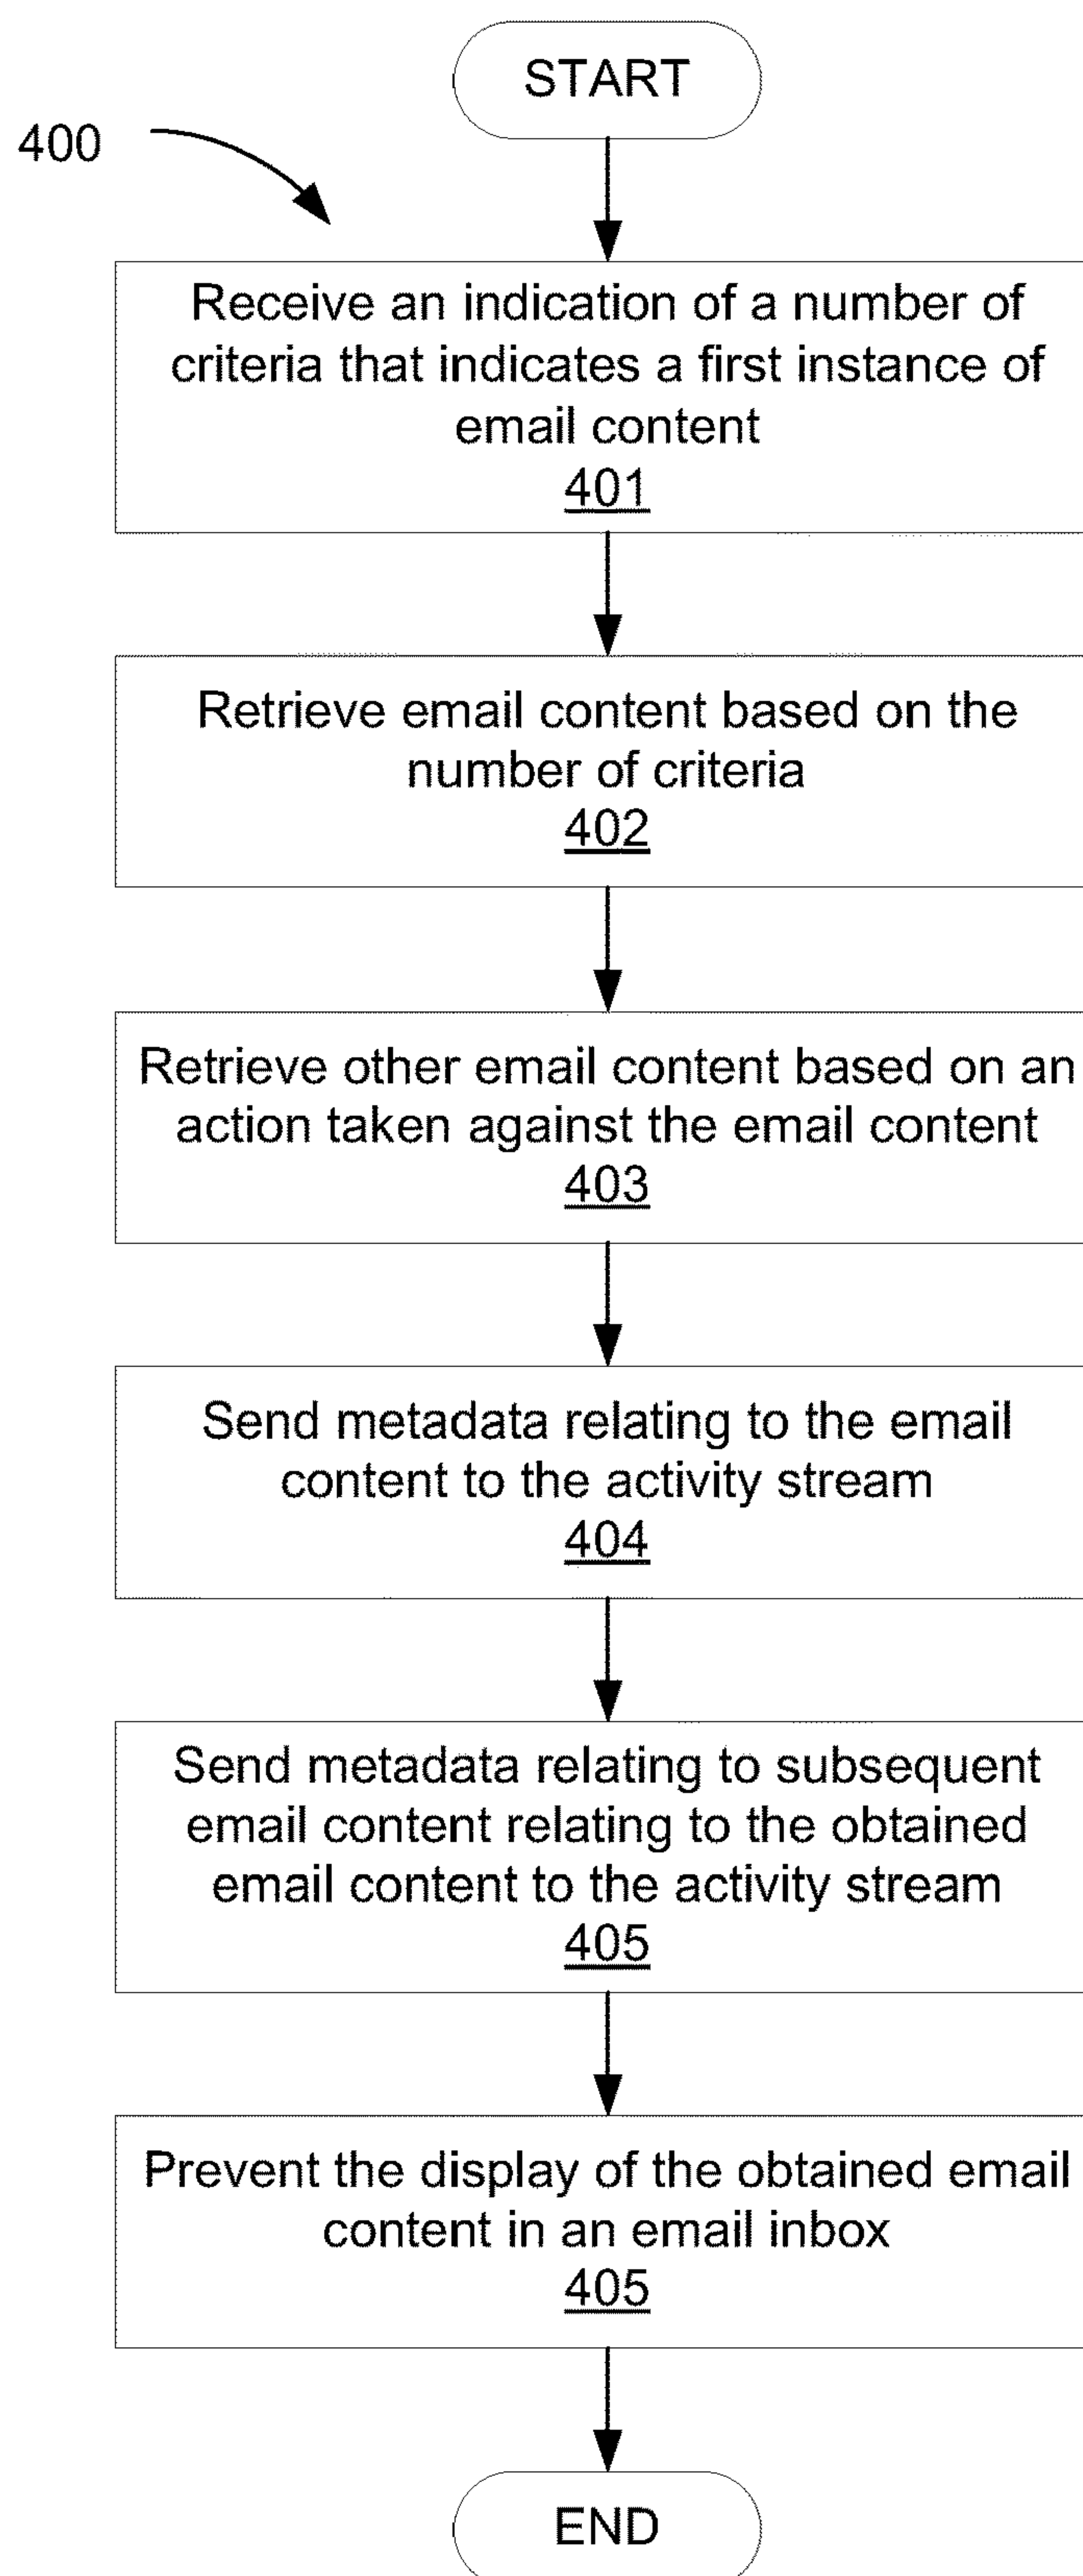 START
400
Receive an indication of a number of
criteria that indicates a first instance of
email content
401
Retrieve email content based on the
number of criteria
402
Retrieve other email content based on an
action taken against the email content
403
Send metadata relating to the email
content to the activity stream
404
Send metadata relating to subsequent
email content relating to the obtained
email content to the activity stream
405
Prevent the display of the obtained email
content in an email inbox
405
END